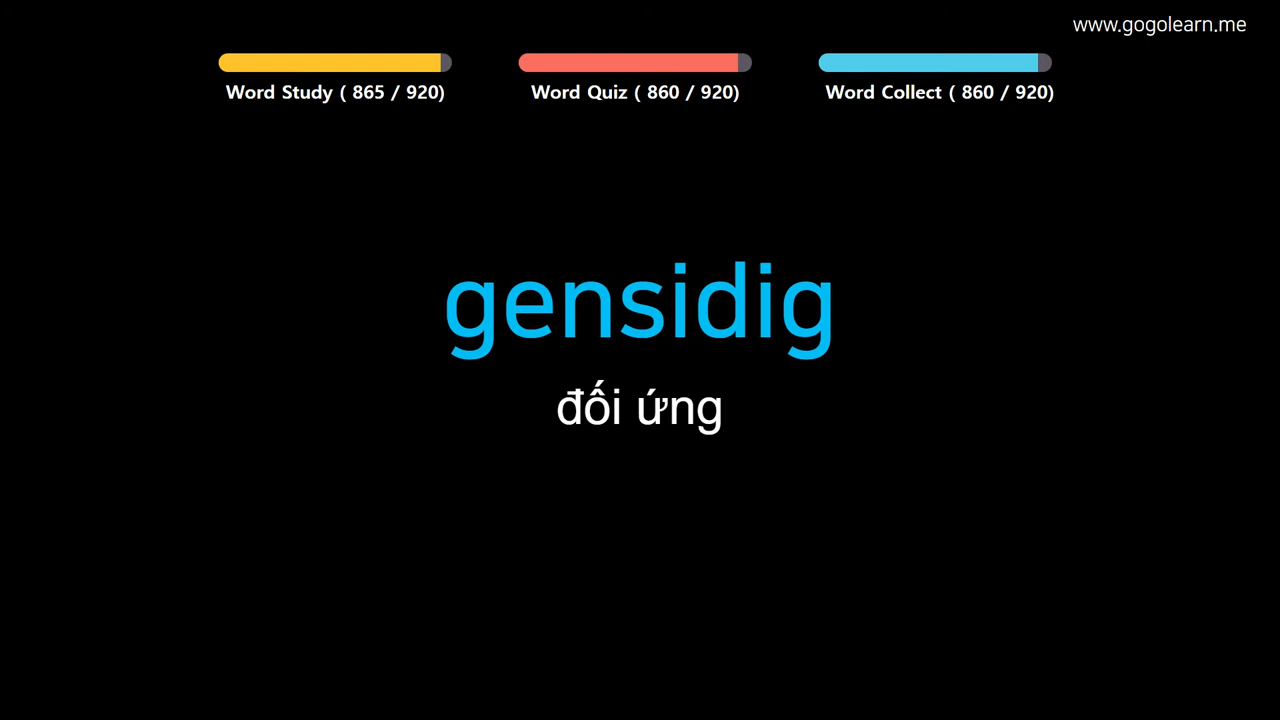 www.gogolearn.me
Word Study ( 865 / 920)
Word Quiz ( 860 / 920)
Word Collect ( 860 / 920)
gensidig
đối ứng